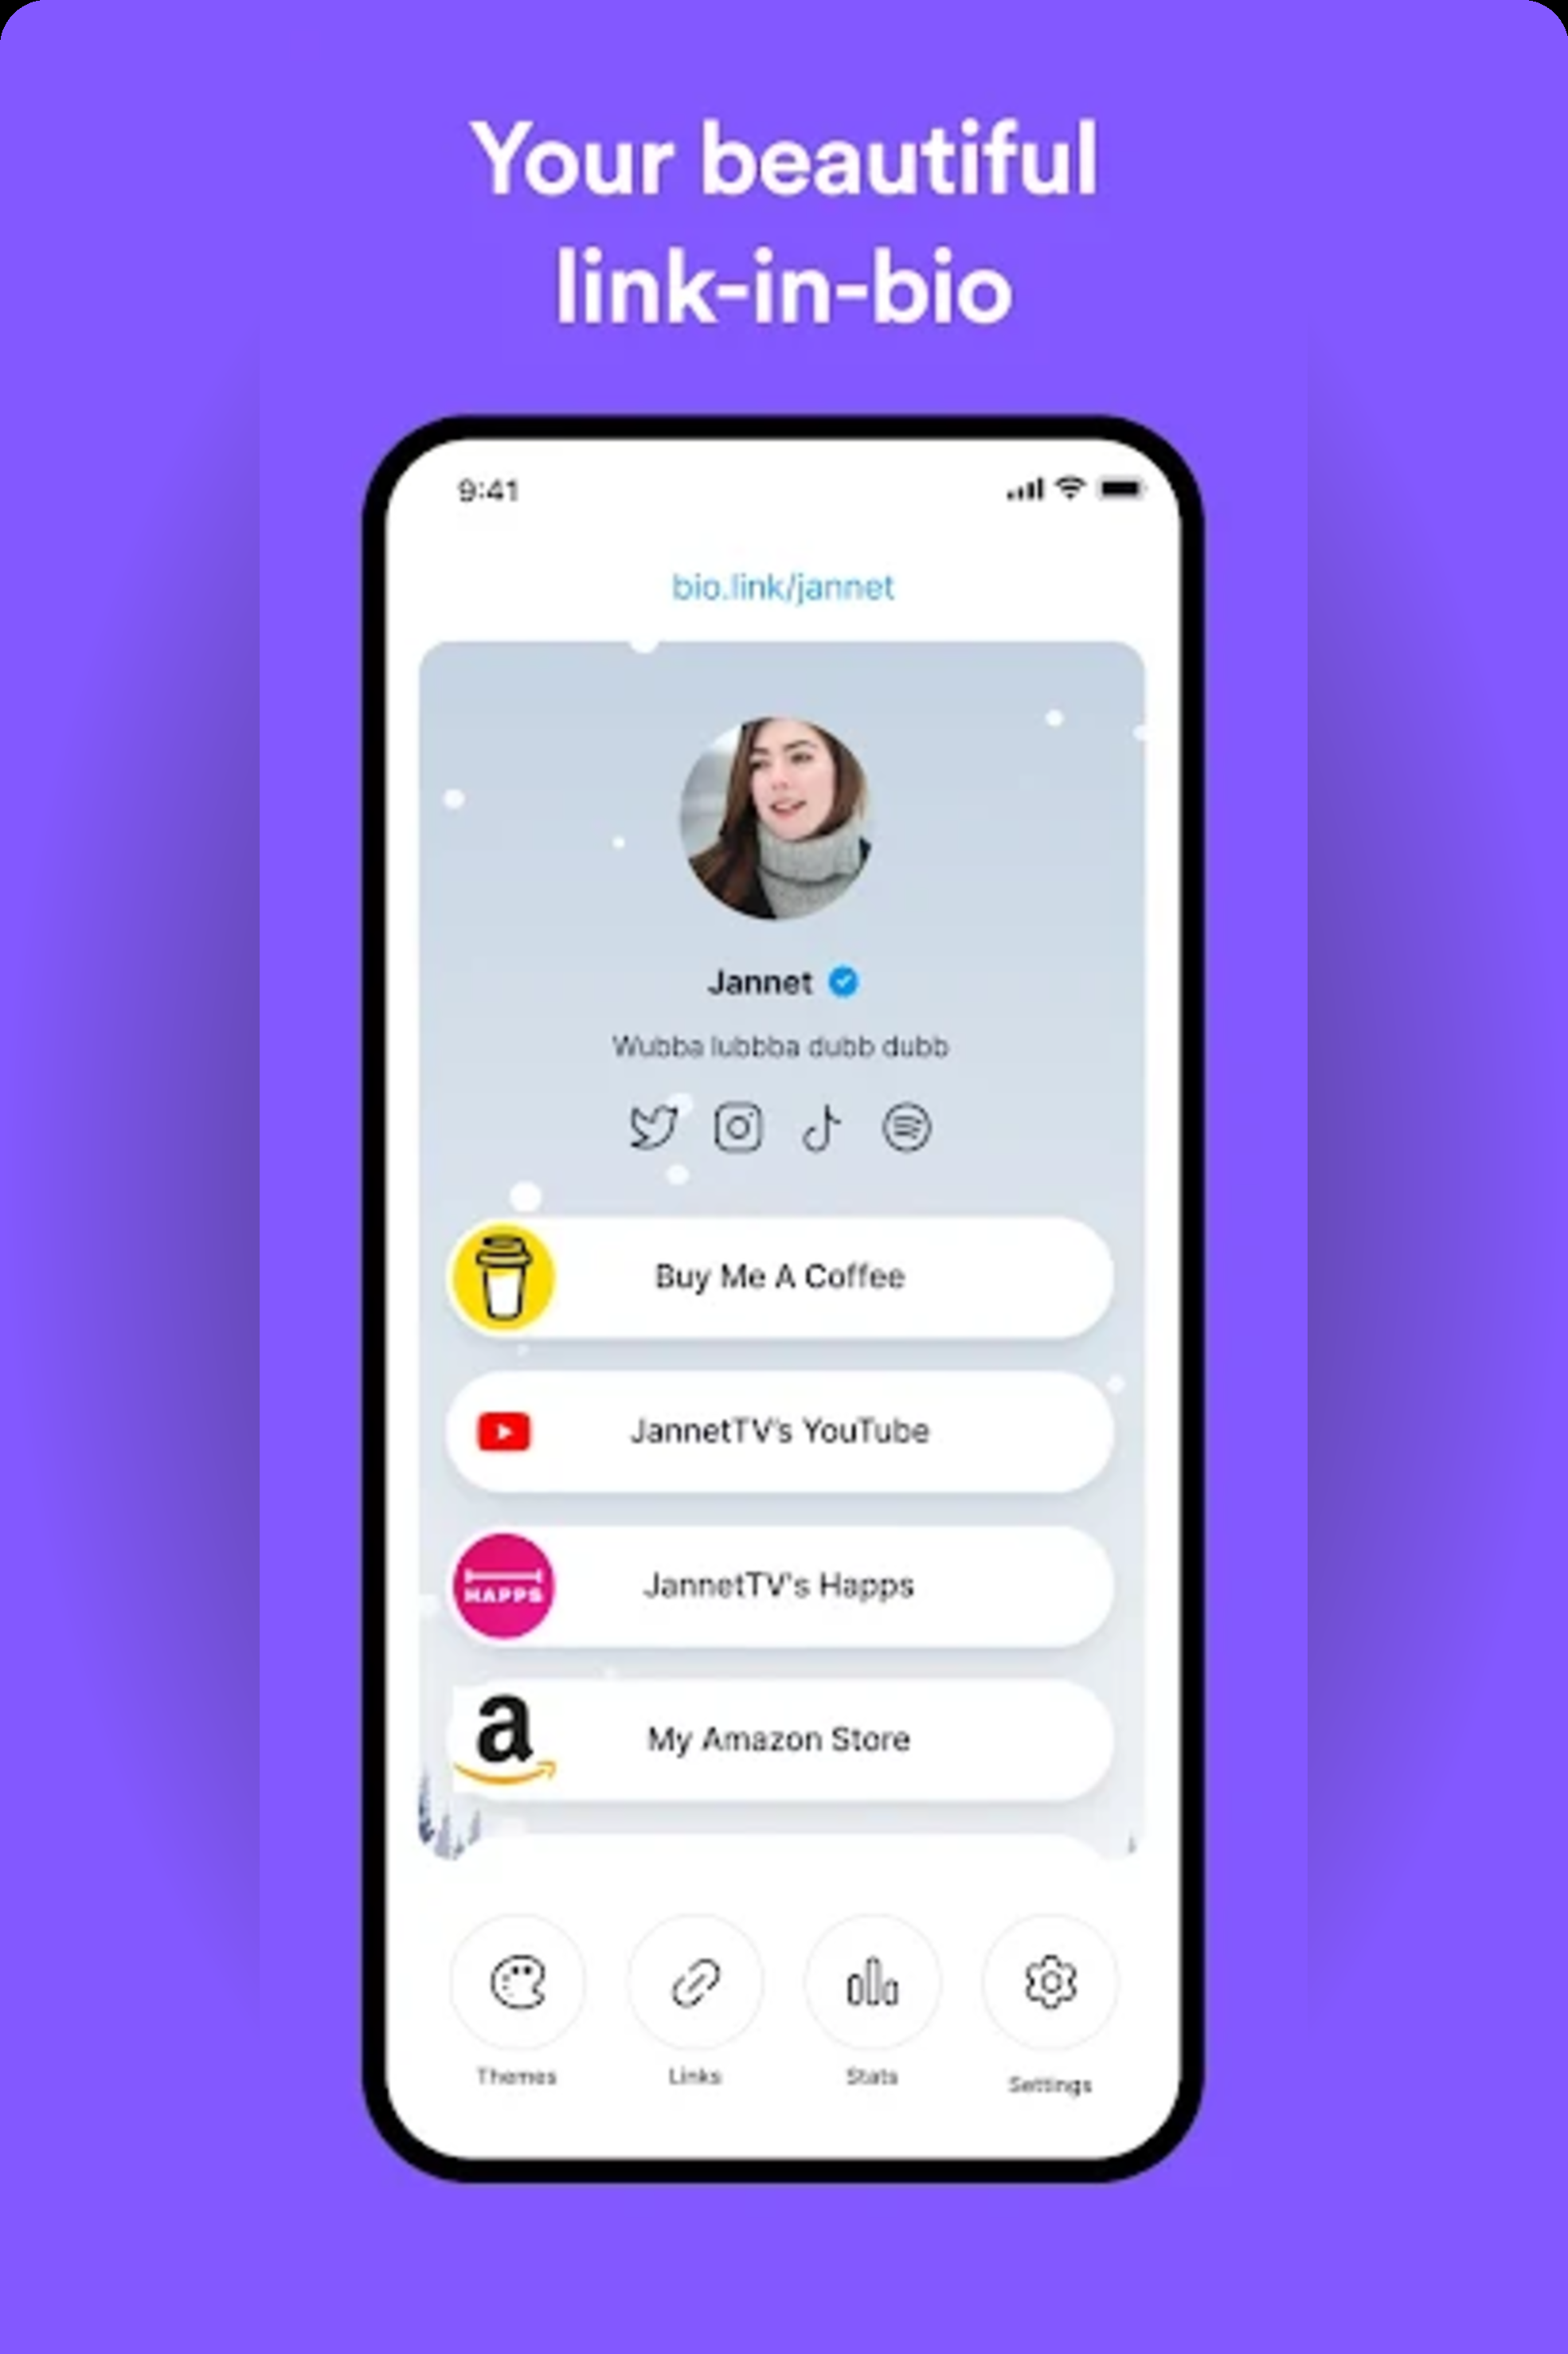 Your beautiful
link-in-bio
9:41
bio.link/jannet
Jannet
Wubba lubbba dubb dubb
Buy Me A Coffee
JannetTV's YouTube
HAPPS
JannetTV's Happs
a
My Amazon Store
Themes
Links
Stats
Settings